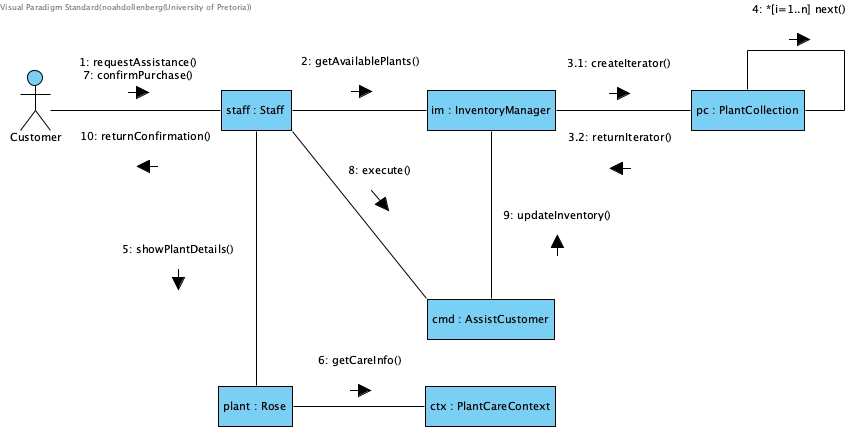 Visual Paradigm Standard(noahdollenberg(University of Pretoria))
4: *[i=1..n] next()
1: requestAssistance()
7: confirmPurchase()
2: getAvailablePlants()
3.1: createIterator()
staff : Staff
im : InventoryManager
pc : PlantCollection
Customer
10: returnConfirmation()
3.2: returnIterator()
8: execute()
9: updateInventory()
5: showPlantDetails()
cmd : AssistCustomer
6: getCareInfo()
plant : Rose
ctx : PlantCareContext